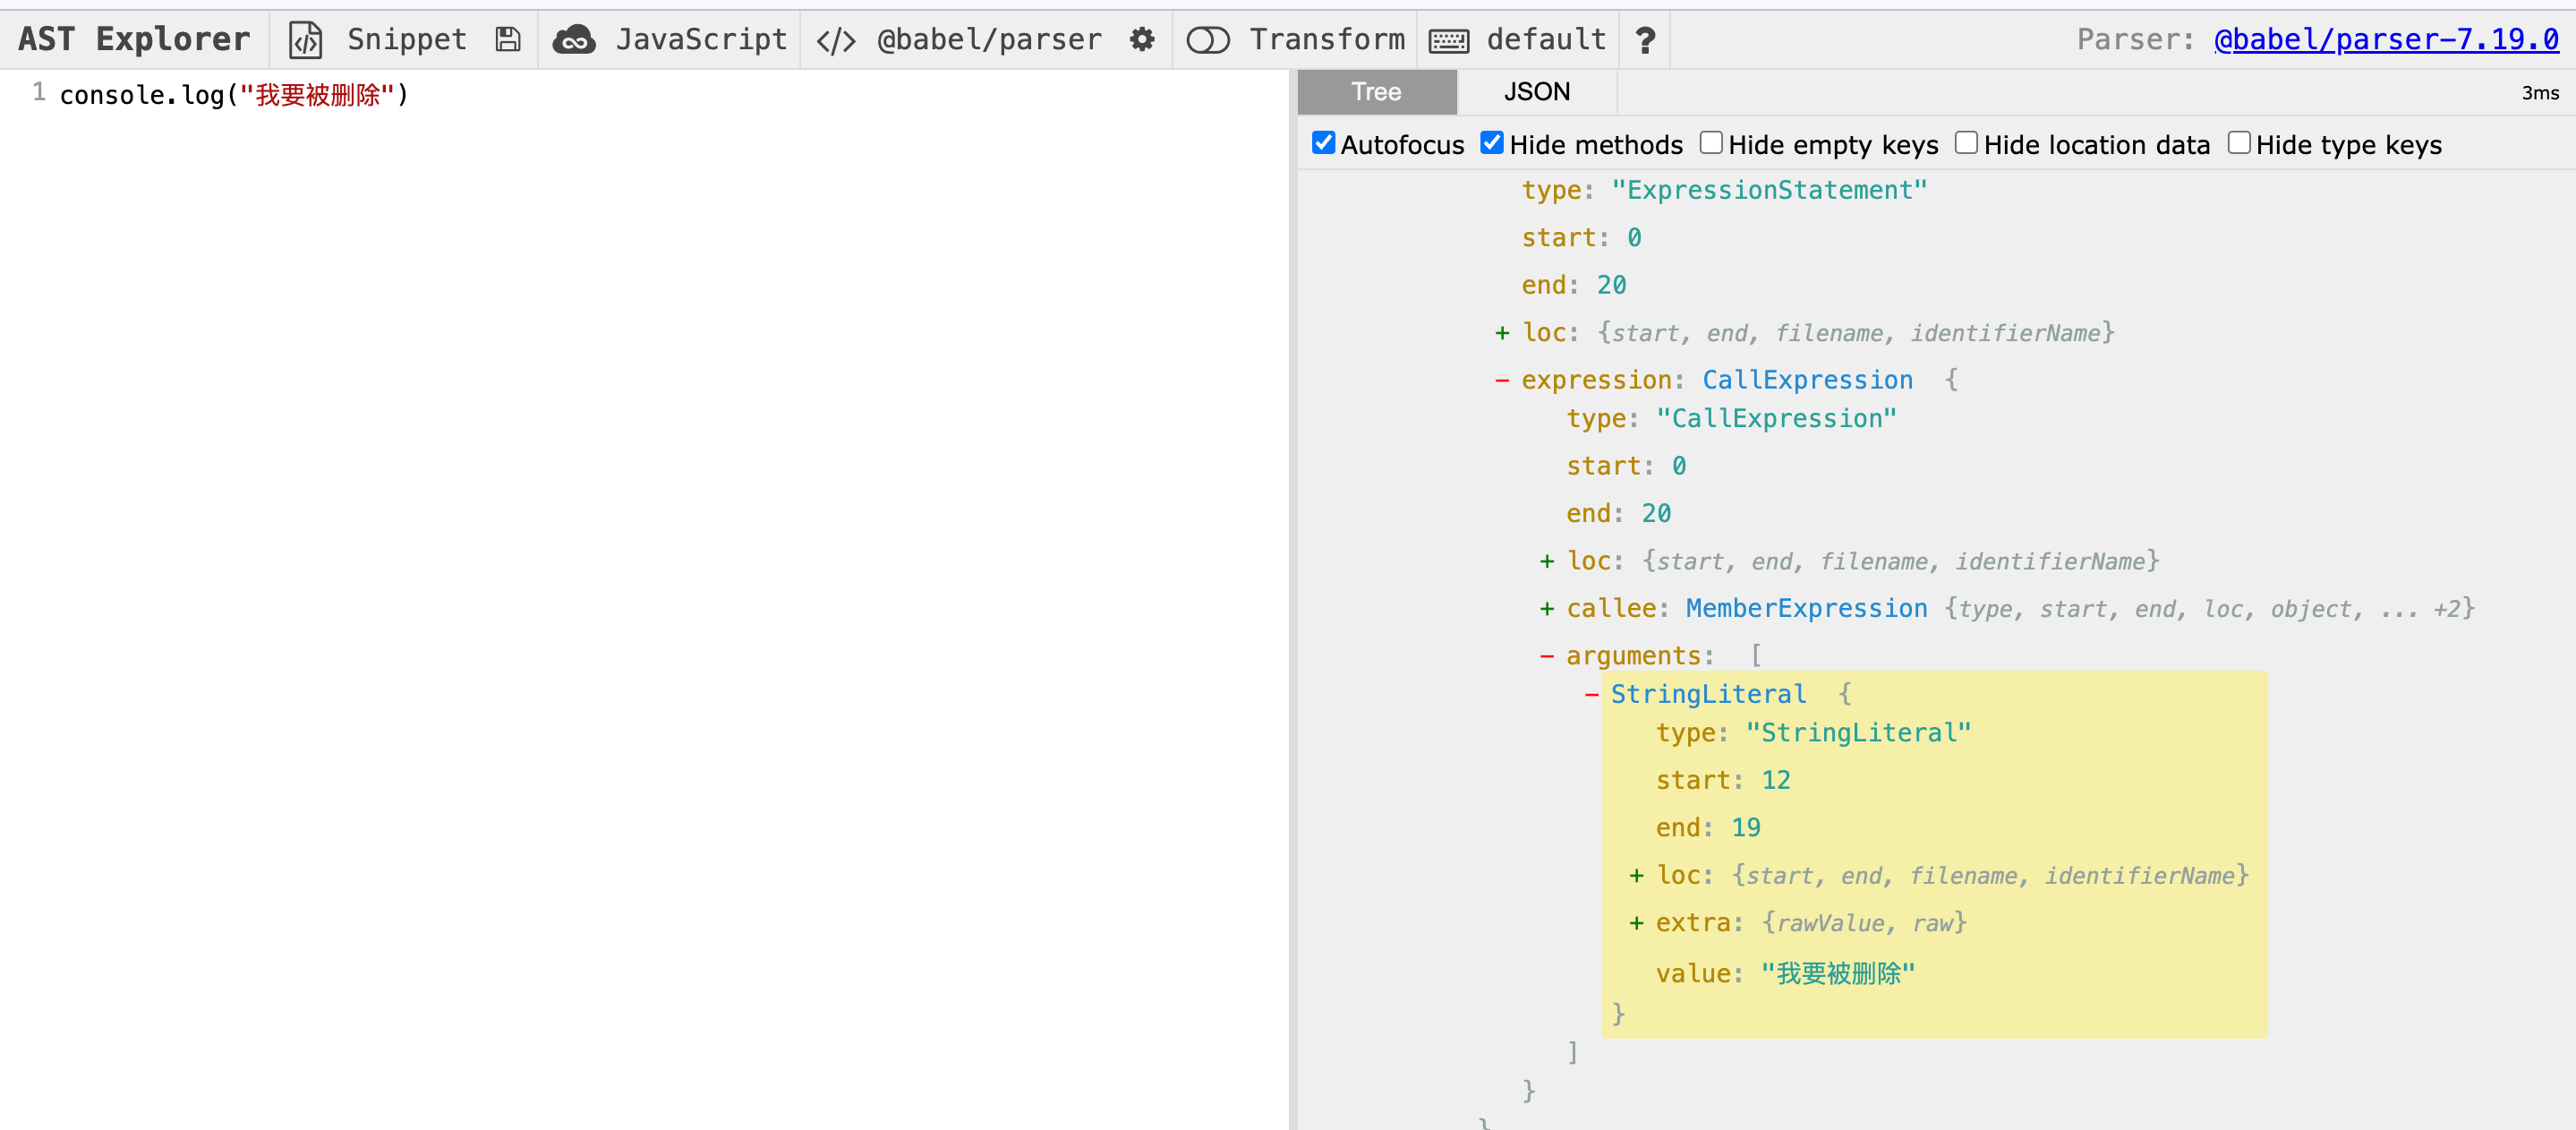 AST Explorer Snippet JavaScript </> @babel/parser Transform default ? Parser: @babel/parser-7.19.0
1 console.log("我要被删除")
Tree JSON 3ms
Autofocus Hide methods Hide empty keys Hide location data Hide type keys
type: "ExpressionStatement"
start: 0
end: 20
+ loc: {start, end, filename, identifierName}
- expression: CallExpression {
type: "CallExpression"
start: 0
end: 20
+ loc: {start, end, filename, identifierName}
+ callee: MemberExpression {type, start, end, loc, object, ... +2}
- arguments: [
- StringLiteral {
type: "StringLiteral"
start: 12
end: 19
+ loc: {start, end, filename, identifierName}
+ extra: {rawValue, raw}
value: "我要被删除"
}
]
}
}